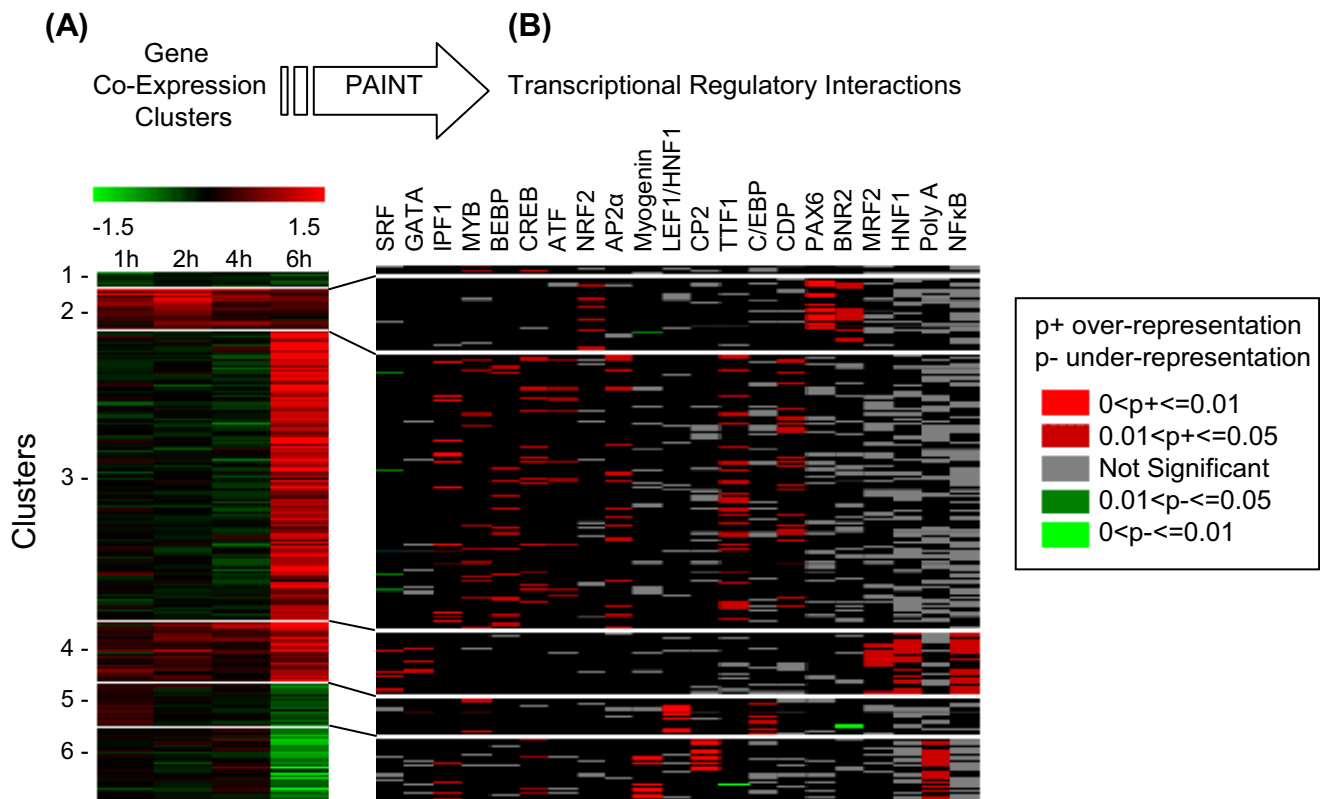 (A)
(B)
Gene
Co-Expression
Clusters
PAINT
Transcriptional Regulatory Interactions
-1.5
1.5
1h 2h 4h 6h
SRF
GATA
IPF1
MYB
BEBP
CREB
ATF
NRF2
AP2α
Myogenin
LEF1/HNF1
CP2
TTF1
C/EBP
CDP
PAX6
BNR2
MRF2
HNF1
Poly A
NFκB
Clusters
1 -
2 -
3 -
4 -
5 -
6 -
p+ over-representation
p- under-representation
0<p+<=0.01
0.01<p+<=0.05
Not Significant
0.01<p-<=0.05
0<p-<=0.01